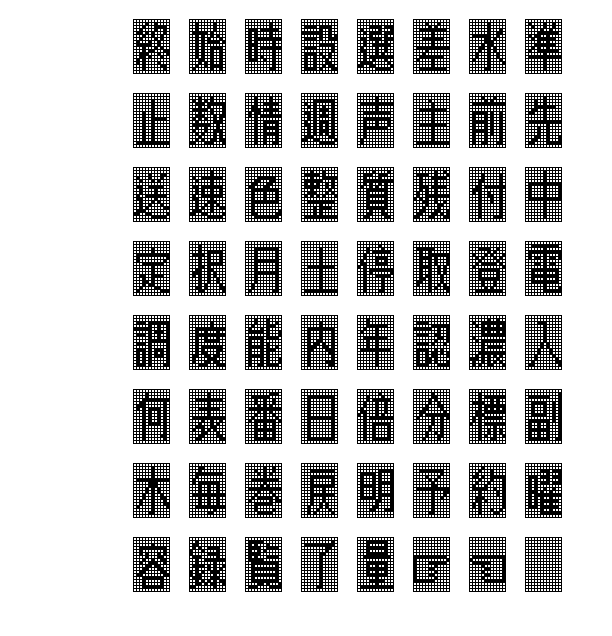 終始時設選差水準
止数情週声主前先
送速色整質残付中
定択月土停取登電
調度能内年認濃入
何表番日倍分標副
木毎巻戻明予約曜
容録覧了量☞☜